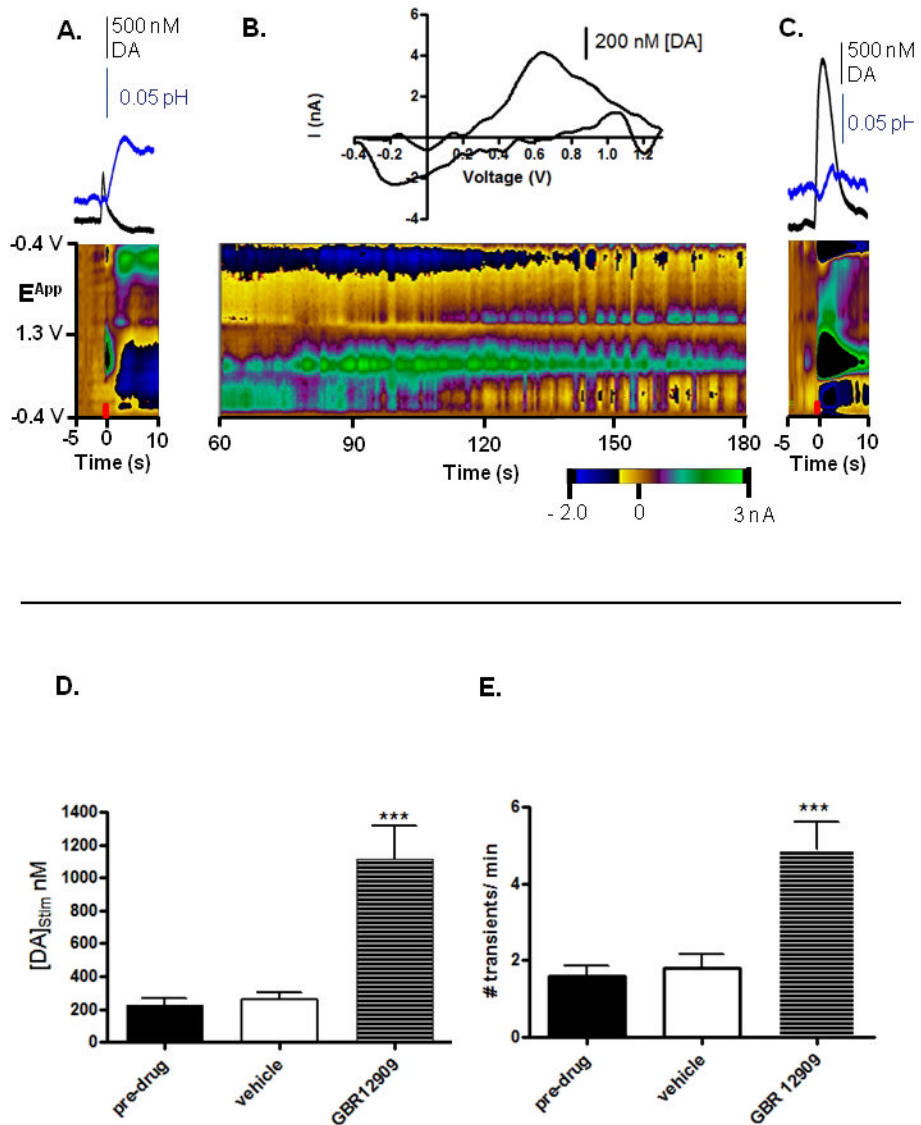 A.
500 nM
DA
0.05 pH
B.
200 nM [DA]
I (nA)
6
4
2
0
-2
-4
-0.4 -0.2 0.2 0.4 0.6 0.8 1.0 1.2
Voltage (V)
C.
500 nM
DA
0.05 pH
-0.4 V
E^App
1.3 V
-0.4 V
-5 0 10
Time (s)
60 90 120 150 180
Time (s)
-5 0 10
Time (s)
- 2.0 0 3 nA
D.
[DA]Stim nM
1400
1200
1000
800
600
400
200
0
***
pre-drug
vehicle
GBR12909
E.
# transients/ min
6
4
2
0
***
pre-drug
vehicle
GBR 12909